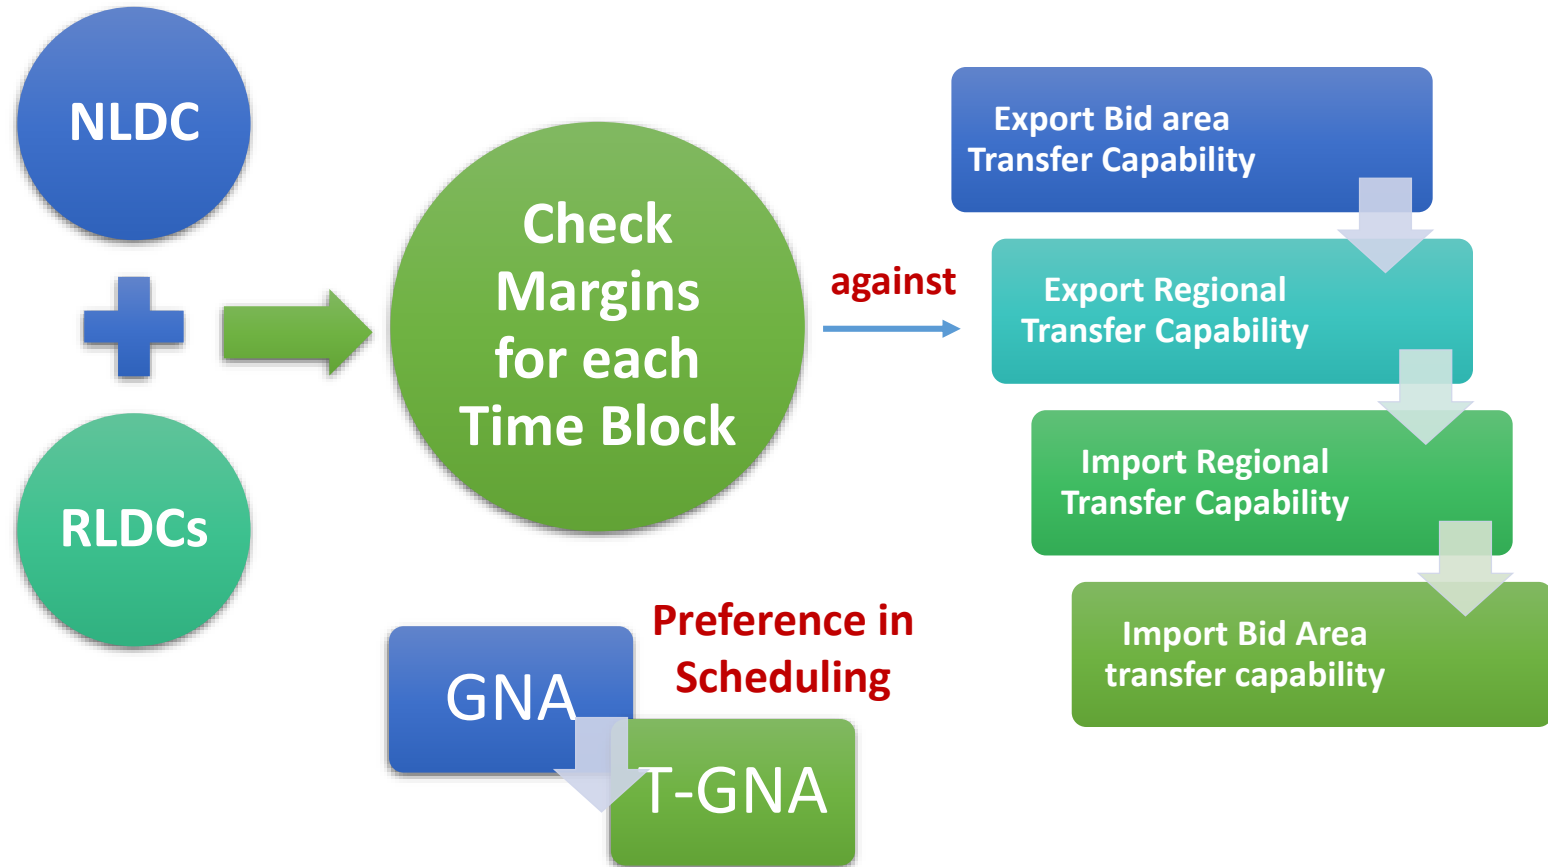 NLDC
RLDCs
Check
Margins
for each
Time Block
against
Export Bid area
Transfer Capability
Export Regional
Transfer Capability
Import Regional
Transfer Capability
Import Bid Area
transfer capability
Preference in
Scheduling
GNA
T-GNA